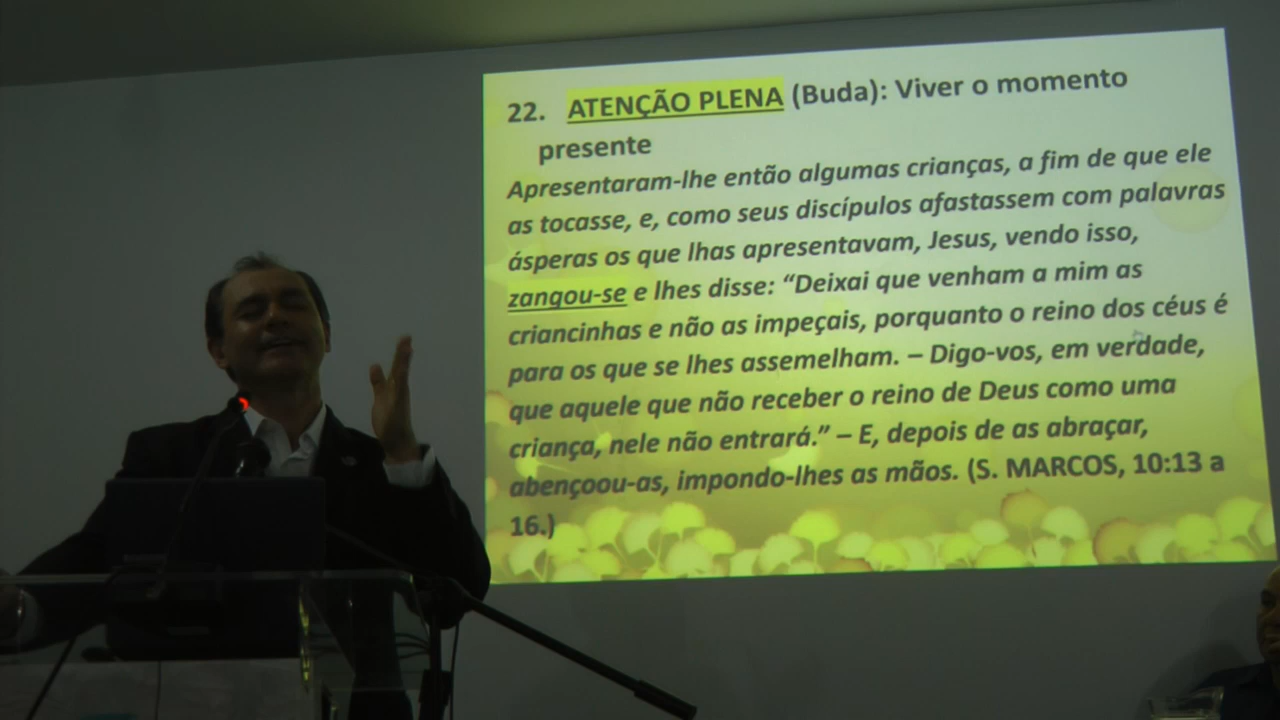 22. ATENÇÃO PLENA (Buda): Viver o momento
presente
Apresentaram-lhe então algumas crianças, a fim de que ele
as tocasse, e, como seus discípulos afastassem com palavras
ásperas os que lhas apresentavam, Jesus, vendo isso,
zangou-se e lhes disse: “Deixai que venham a mim as
criancinhas e não as impeçais, porquanto o reino dos céus é
para os que se lhes assemelham. – Digo-vos, em verdade,
que aquele que não receber o reino de Deus como uma
criança, nele não entrará.” – E, depois de as abraçar,
abençoou-as, impondo-lhes as mãos. (S. MARCOS, 10:13 a
16.)